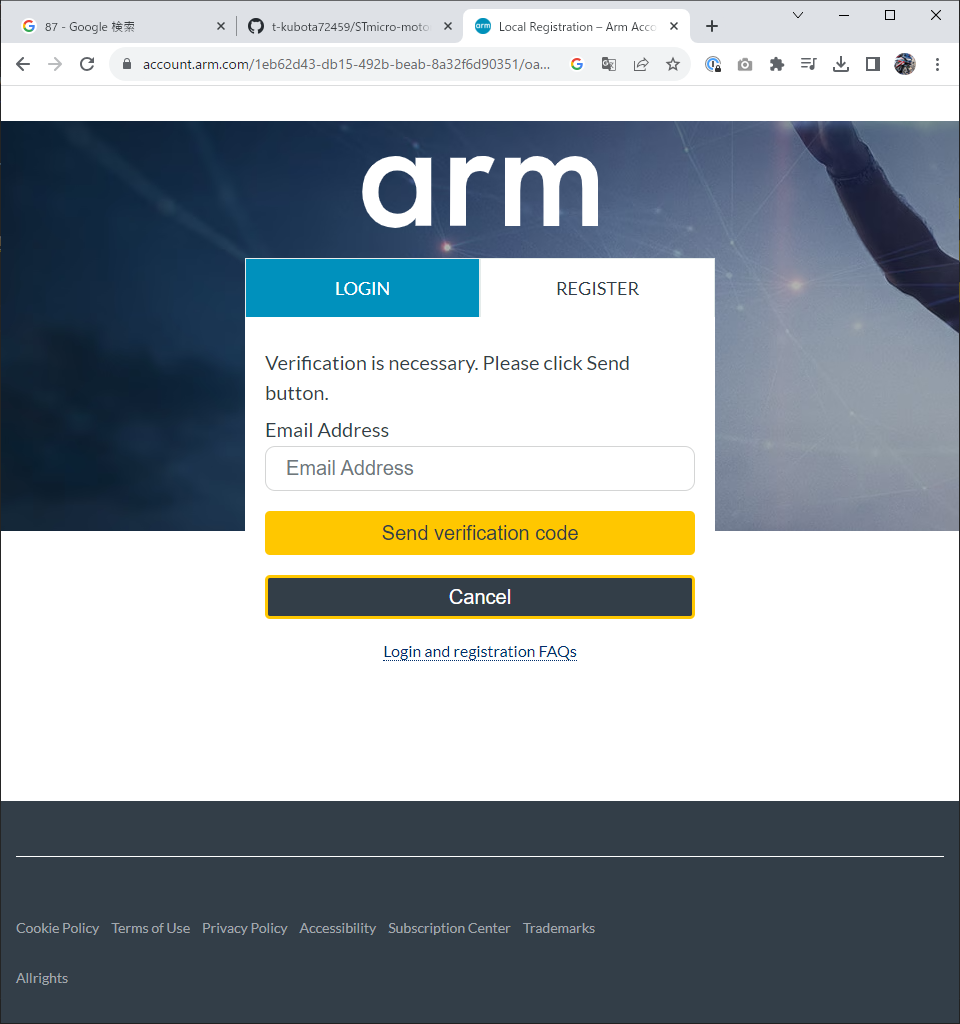 87 - Google 検索
t-kubota72459/STmicro-moto
Local Registration – Arm Acco
account.arm.com/1eb62d43-db15-492b-beab-8a32f6d90351/oa...
arm
LOGIN
REGISTER
Verification is necessary. Please click Send
button.
Email Address
Email Address
Send verification code
Cancel
Login and registration FAQs
Cookie Policy Terms of Use Privacy Policy Accessibility Subscription Center Trademarks
Allrights